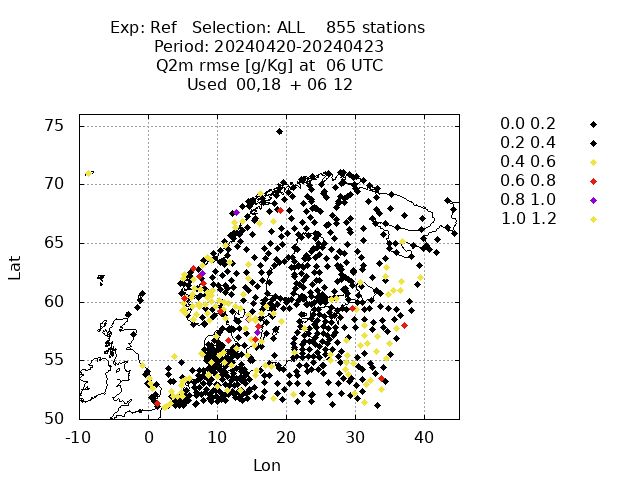 Exp: Ref Selection: ALL 855 stations
Period: 20240420-20240423
Q2m rmse [g/Kg] at 06 UTC
Used 00,18 + 06 12
0.0 0.2
0.2 0.4
0.4 0.6
0.6 0.8
0.8 1.0
1.0 1.2
75
70
65
60
55
50
Lat
-10 0 10 20 30 40
Lon